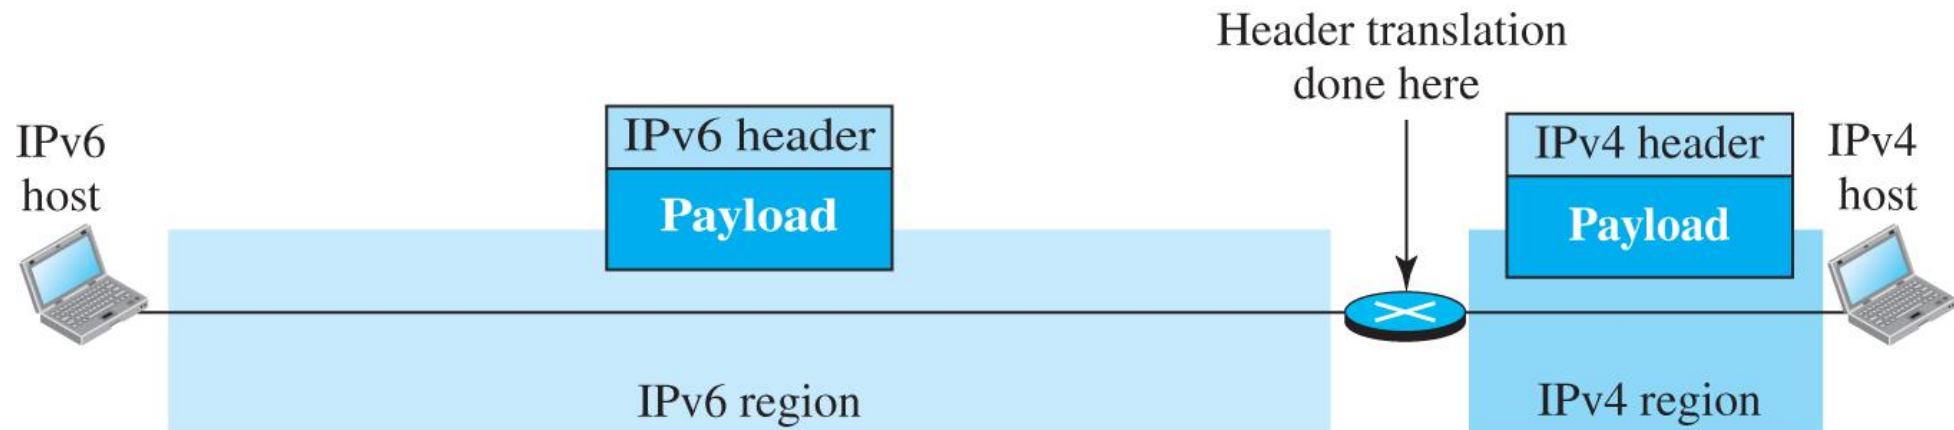 Header translation
done here
IPv6
host
IPv6 header
Payload
IPv4 header
Payload
IPv4
host
IPv6 region
IPv4 region